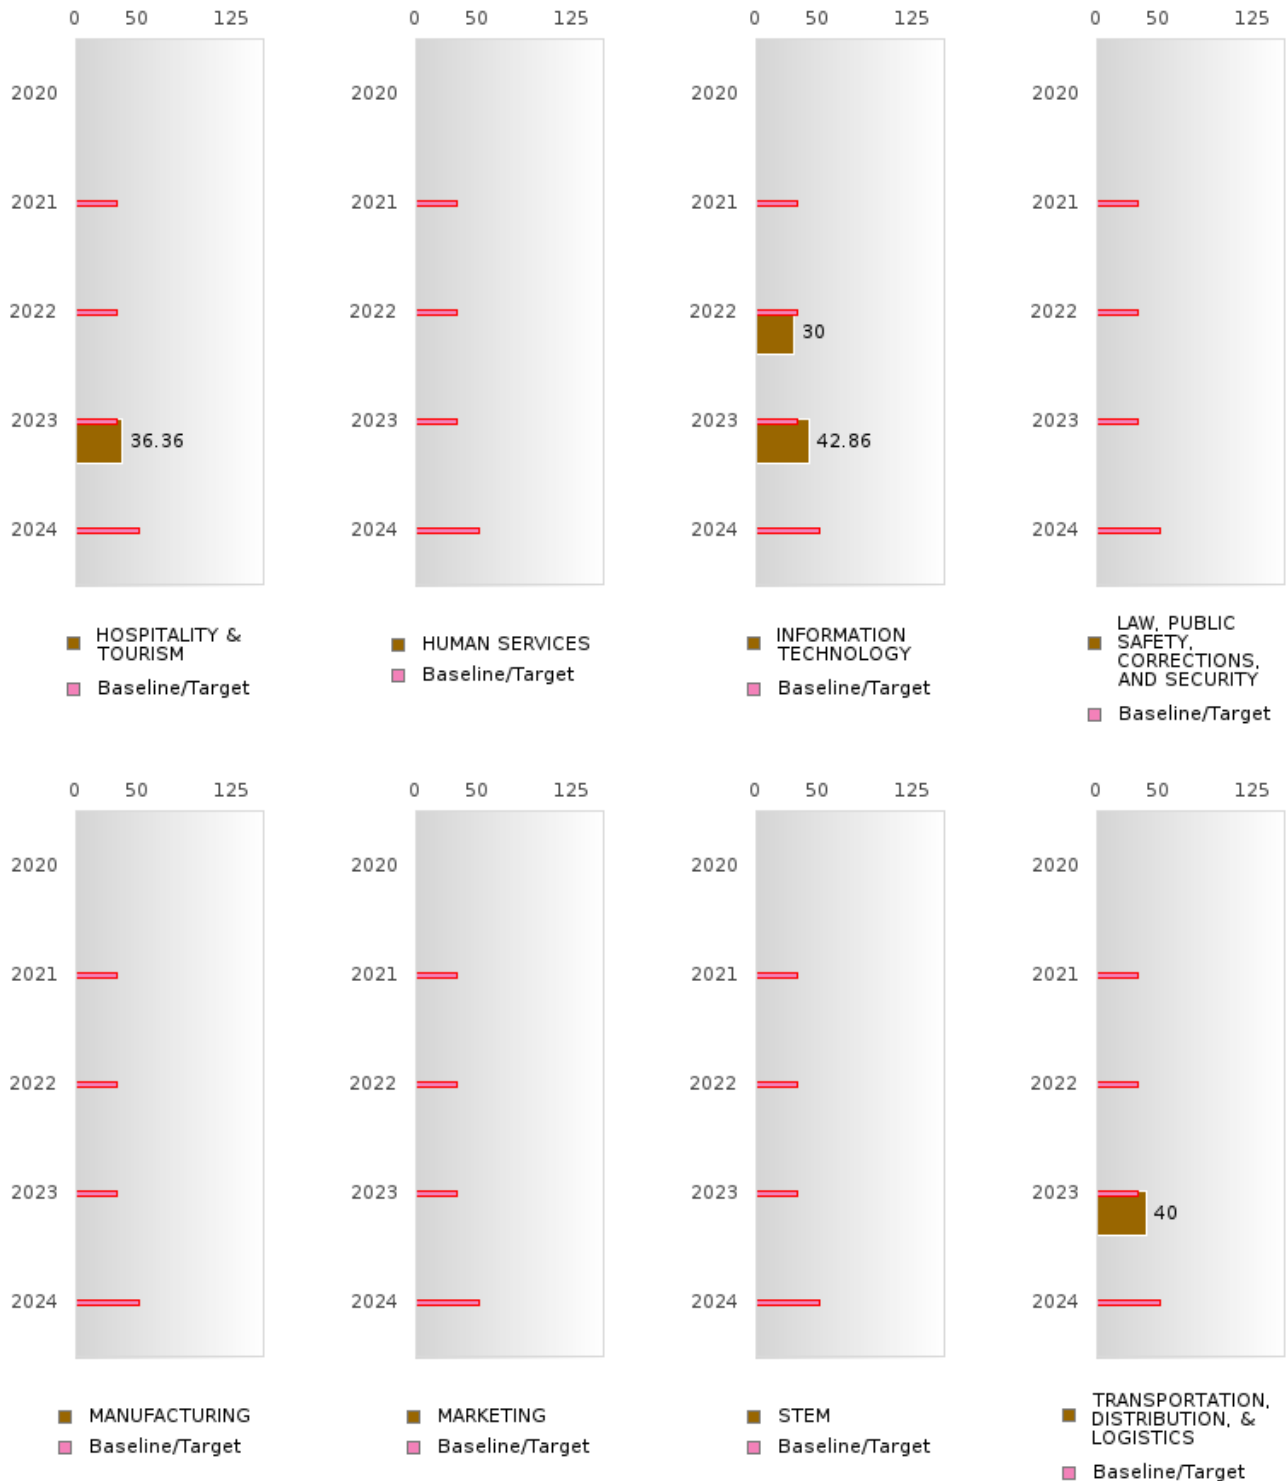 0 50 125
2020
2021
2022
2023
36.36
2024
HOSPITALITY &
TOURISM
Baseline/Target
0 50 125
2020
2021
2022
2023
2024
HUMAN SERVICES
Baseline/Target
0 50 125
2020
2021
2022
30
2023
42.86
2024
INFORMATION
TECHNOLOGY
Baseline/Target
0 50 125
2020
2021
2022
2023
2024
LAW, PUBLIC
SAFETY,
CORRECTIONS,
AND SECURITY
Baseline/Target
0 50 125
2020
2021
2022
2023
2024
MANUFACTURING
Baseline/Target
0 50 125
2020
2021
2022
2023
2024
MARKETING
Baseline/Target
0 50 125
2020
2021
2022
2023
2024
STEM
Baseline/Target
0 50 125
2020
2021
2022
2023
40
2024
TRANSPORTATION,
DISTRIBUTION, &
LOGISTICS
Baseline/Target